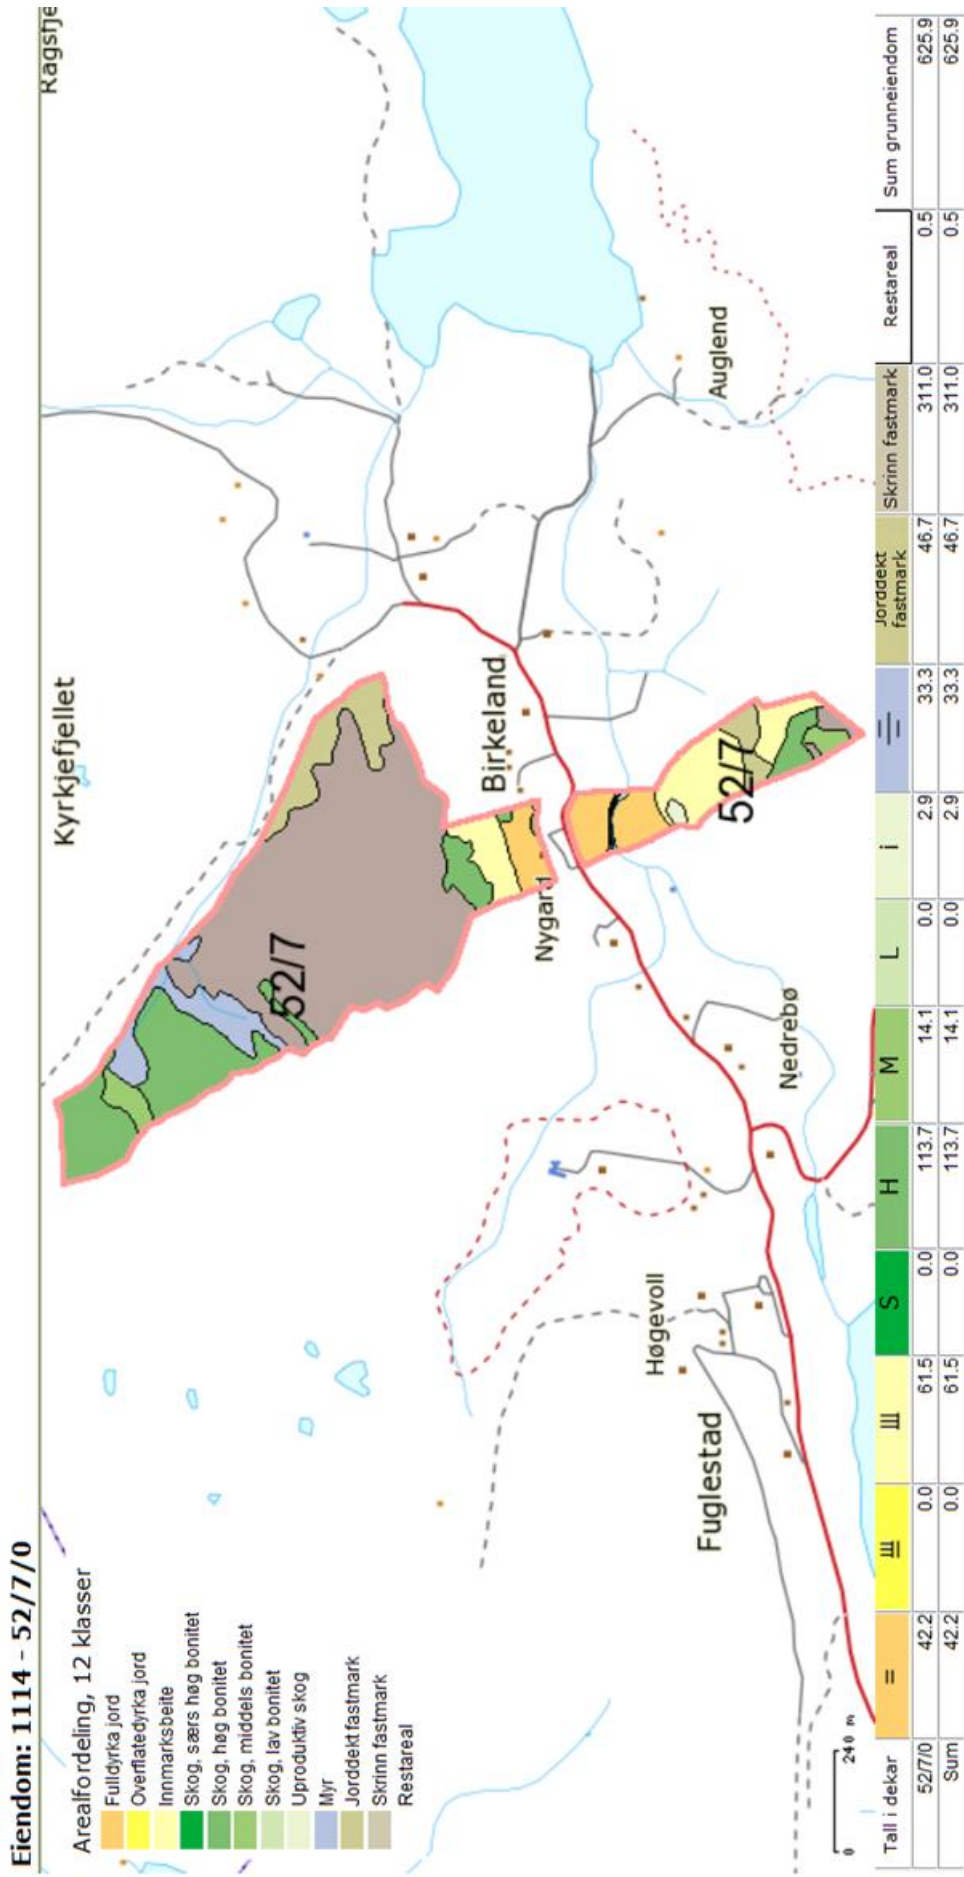 Eiendom: 1114 - 52/7/0
Arealfordeling, 12 klasser
Fulldyrka jord
Overflatedyrka jord
Innmarksbeite
Skog, særs høg bonitet
Skog, høg bonitet
Skog, middels bonitet
Skog, lav bonitet
Uproduktiv skog
Myr
Jorddekt fastmark
Skrinn fastmark
Restareal
Kyrkjefjellet
Ragsfje
52/7
Birkeland
Nygard
52/7
Auglend
Nedrebø
Høgevoll
Fuglestad
0 240 m
Tall i dekar S H M L i Jorddekt fastmark Skrinn fastmark Restareal Sum grunneiendom
52/7/0 42.2 0.0 61.5 0.0 113.7 14.1 0.0 2.9 33.3 46.7 311.0 0.5 625.9
Sum 42.2 0.0 61.5 0.0 113.7 14.1 0.0 2.9 33.3 46.7 311.0 0.5 625.9